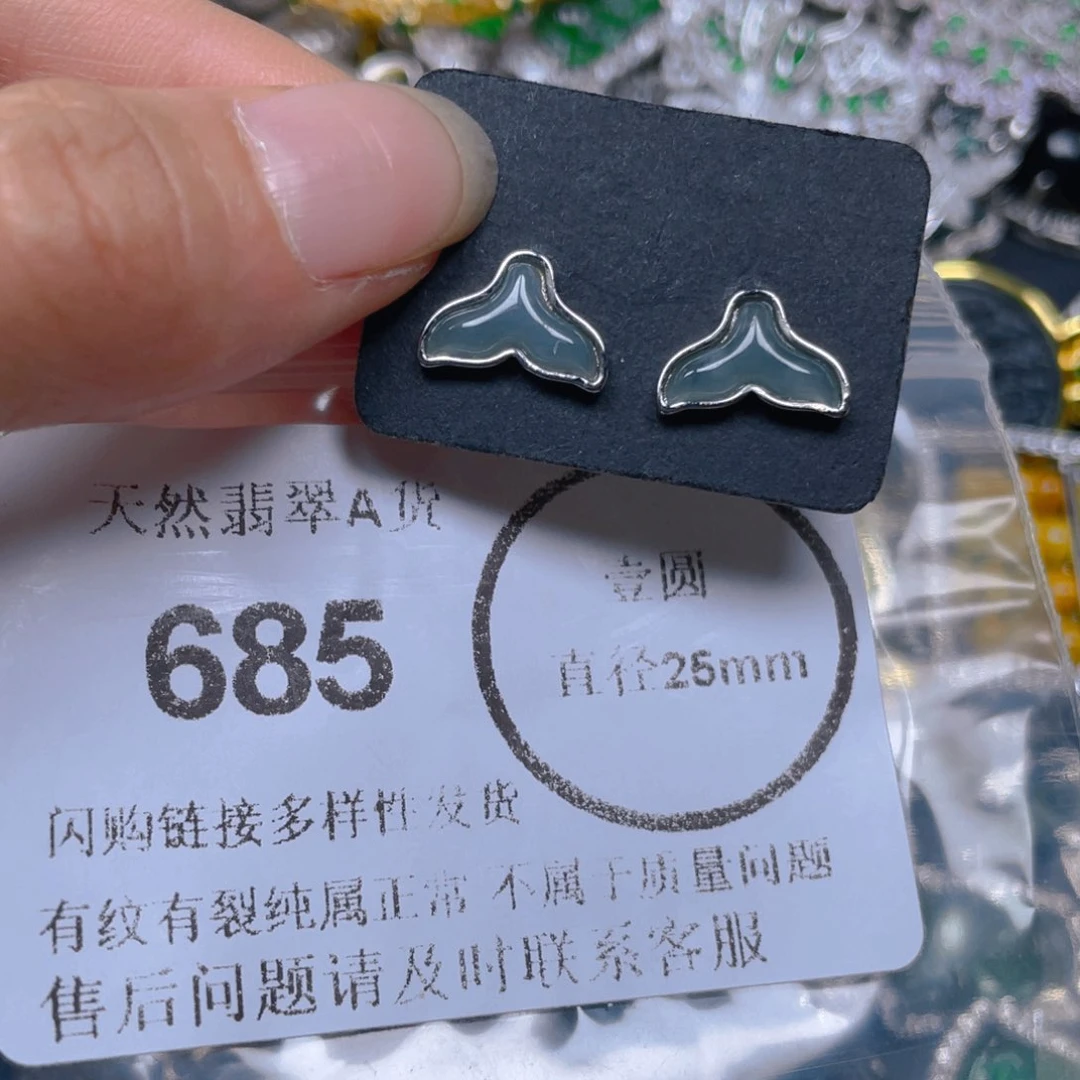 天然翡翠A货
685
壹圆
直径25mm
闪购链接多样性发货
有纹有裂纯属正常 不属于质量问题
售后问题请及时联系客服